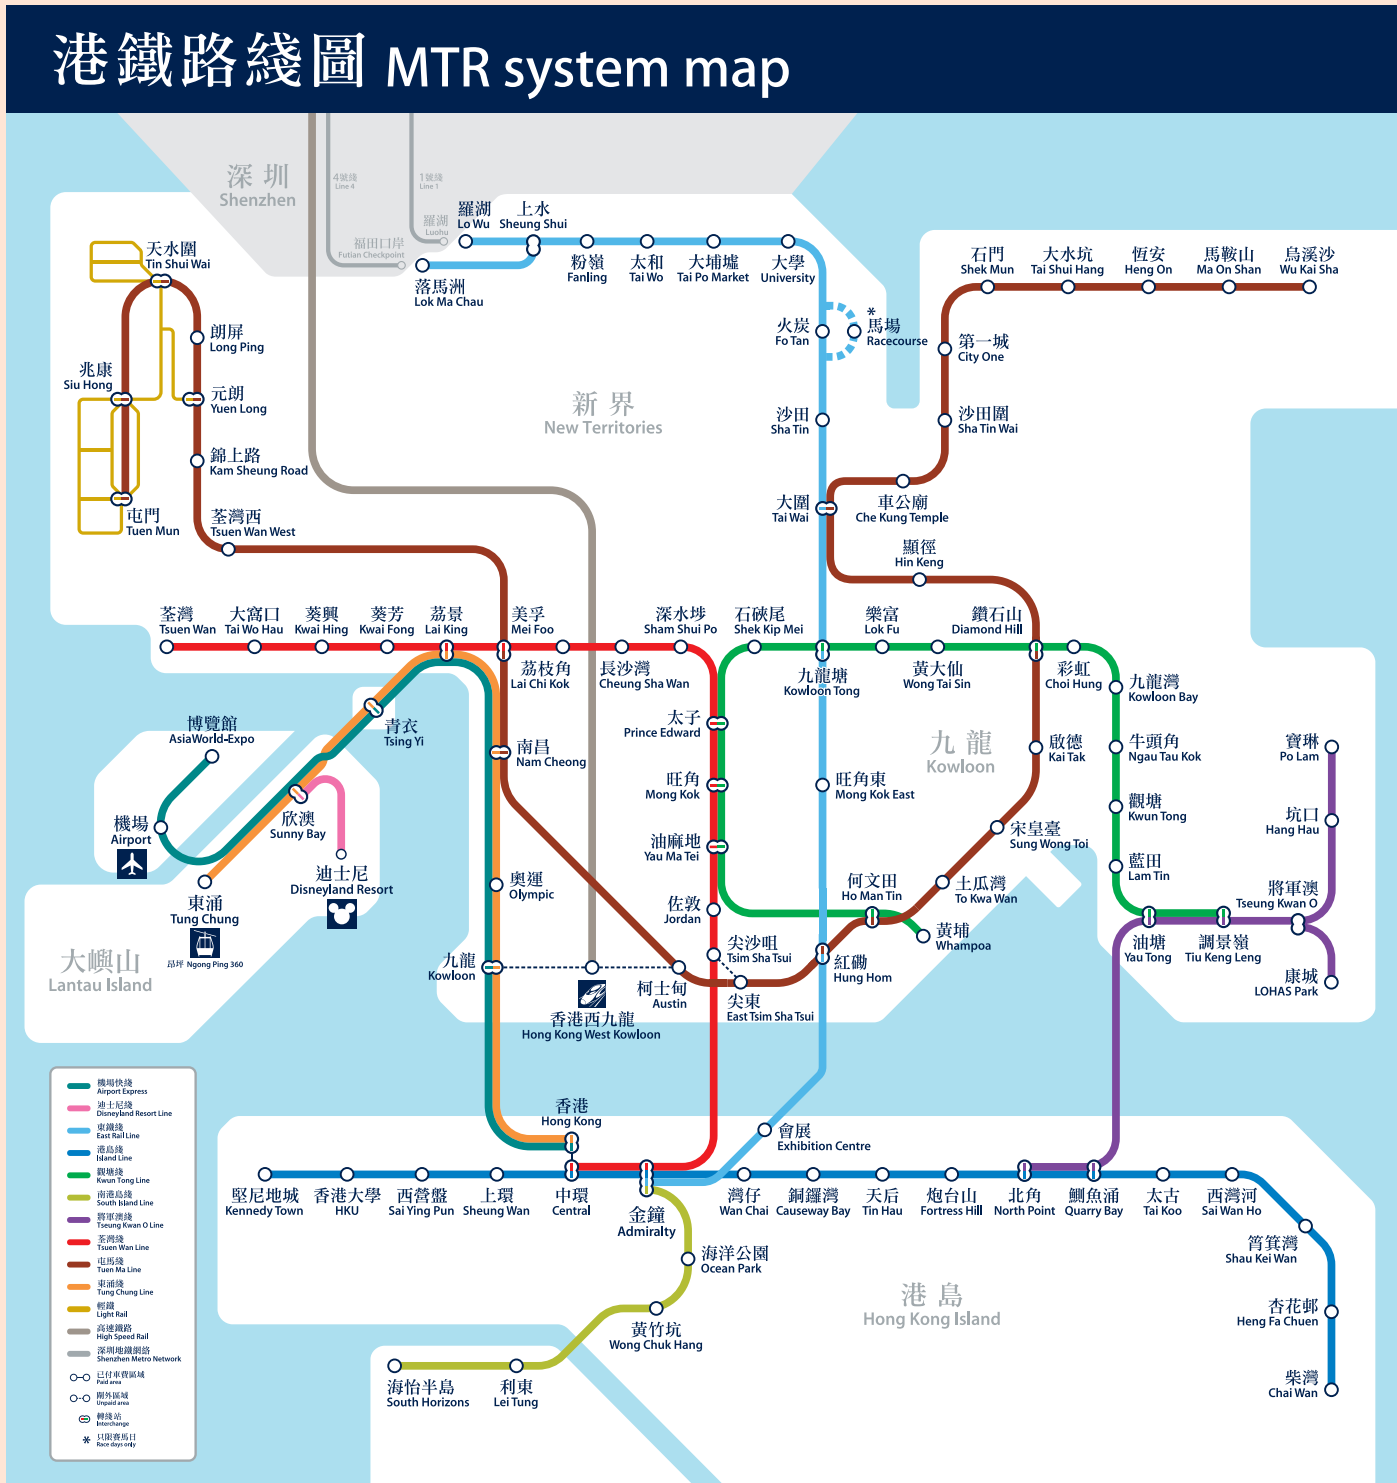 港鐵路綫圖 MTR system map
深圳
Shenzhen
4號綫
Line 4
1號綫
Line 1
羅湖
Luohu
福田口岸
Futian Checkpoint
羅湖
Lo Wu
上水
Sheung Shui
落馬洲
Lok Ma Chau
粉嶺
Fanling
太和
Tai Wo
大埔墟
Tai Po Market
大學
University
石門
Shek Mun
大水坑
Tai Shui Hang
恆安
Heng On
馬鞍山
Ma On Shan
烏溪沙
Wu Kai Sha
天水圍
Tin Shui Wai
朗屏
Long Ping
兆康
Siu Hong
元朗
Yuen Long
錦上路
Kam Sheung Road
屯門
Tuen Mun
荃灣西
Tsuen Wan West
新界
New Territories
火炭
Fo Tan
*
馬場
Racecourse
第一城
City One
沙田
Sha Tin
沙田圍
Sha Tin Wai
大圍
Tai Wai
車公廟
Che Kung Temple
顯徑
Hin Keng
荃灣
Tsuen Wan
大窩口
Tai Wo Hau
葵興
Kwai Hing
葵芳
Kwai Fong
荔景
Lai King
美孚
Mei Foo
荔枝角
Lai Chi Kok
長沙灣
Cheung Sha Wan
深水埗
Sham Shui Po
石硤尾
Shek Kip Mei
九龍塘
Kowloon Tong
樂富
Lok Fu
黃大仙
Wong Tai Sin
鑽石山
Diamond Hill
彩虹
Choi Hung
九龍灣
Kowloon Bay
博覽館
AsiaWorld-Expo
青衣
Tsing Yi
南昌
Nam Cheong
太子
Prince Edward
九龍
Kowloon
啟德
Kai Tak
牛頭角
Ngau Tau Kok
寶琳
Po Lam
旺角
Mong Kok
旺角東
Mong Kok East
觀塘
Kwun Tong
坑口
Hang Hau
機場
Airport
欣澳
Sunny Bay
迪士尼
Disneyland Resort
東涌
Tung Chung
昂坪 Ngong Ping 360
大嶼山
Lantau Island
油麻地
Yau Ma Tei
宋皇臺
Sung Wong Toi
藍田
Lam Tin
奧運
Olympic
佐敦
Jordan
何文田
Ho Man Tin
土瓜灣
To Kwa Wan
將軍澳
Tseung Kwan O
九龍
Kowloon
尖沙咀
Tsim Sha Tsui
紅磡
Hung Hom
黃埔
Whampoa
油塘
Yau Tong
調景嶺
Tiu Keng Leng
康城
LOHAS Park
柯士甸
Austin
尖東
East Tsim Sha Tsui
香港西九龍
Hong Kong West Kowloon
香港
Hong Kong
會展
Exhibition Centre
堅尼地城
Kennedy Town
香港大學
HKU
西營盤
Sai Ying Pun
上環
Sheung Wan
中環
Central
金鐘
Admiralty
灣仔
Wan Chai
銅鑼灣
Causeway Bay
天后
Tin Hau
炮台山
Fortress Hill
北角
North Point
鰂魚涌
Quarry Bay
太古
Tai Koo
西灣河
Sai Wan Ho
筲箕灣
Shau Kei Wan
海洋公園
Ocean Park
港島
Hong Kong Island
杏花邨
Heng Fa Chuen
黃竹坑
Wong Chuk Hang
海怡半島
South Horizons
利東
Lei Tung
柴灣
Chai Wan
機場快綫
Airport Express
迪士尼綫
Disneyland Resort Line
東鐵綫
East Rail Line
港島綫
Island Line
觀塘綫
Kwun Tong Line
南港島綫
South Island Line
將軍澳綫
Tseung Kwan O Line
荃灣綫
Tsuen Wan Line
屯馬綫
Tuen Ma Line
東涌綫
Tung Chung Line
輕鐵
Light Rail
高速鐵路
High Speed Rail
深圳地鐵網絡
Shenzhen Metro Network
已付車費區域
Paid area
閘外區域
Unpaid area
轉綫站
Interchange
* 只限賽馬日
Race days only